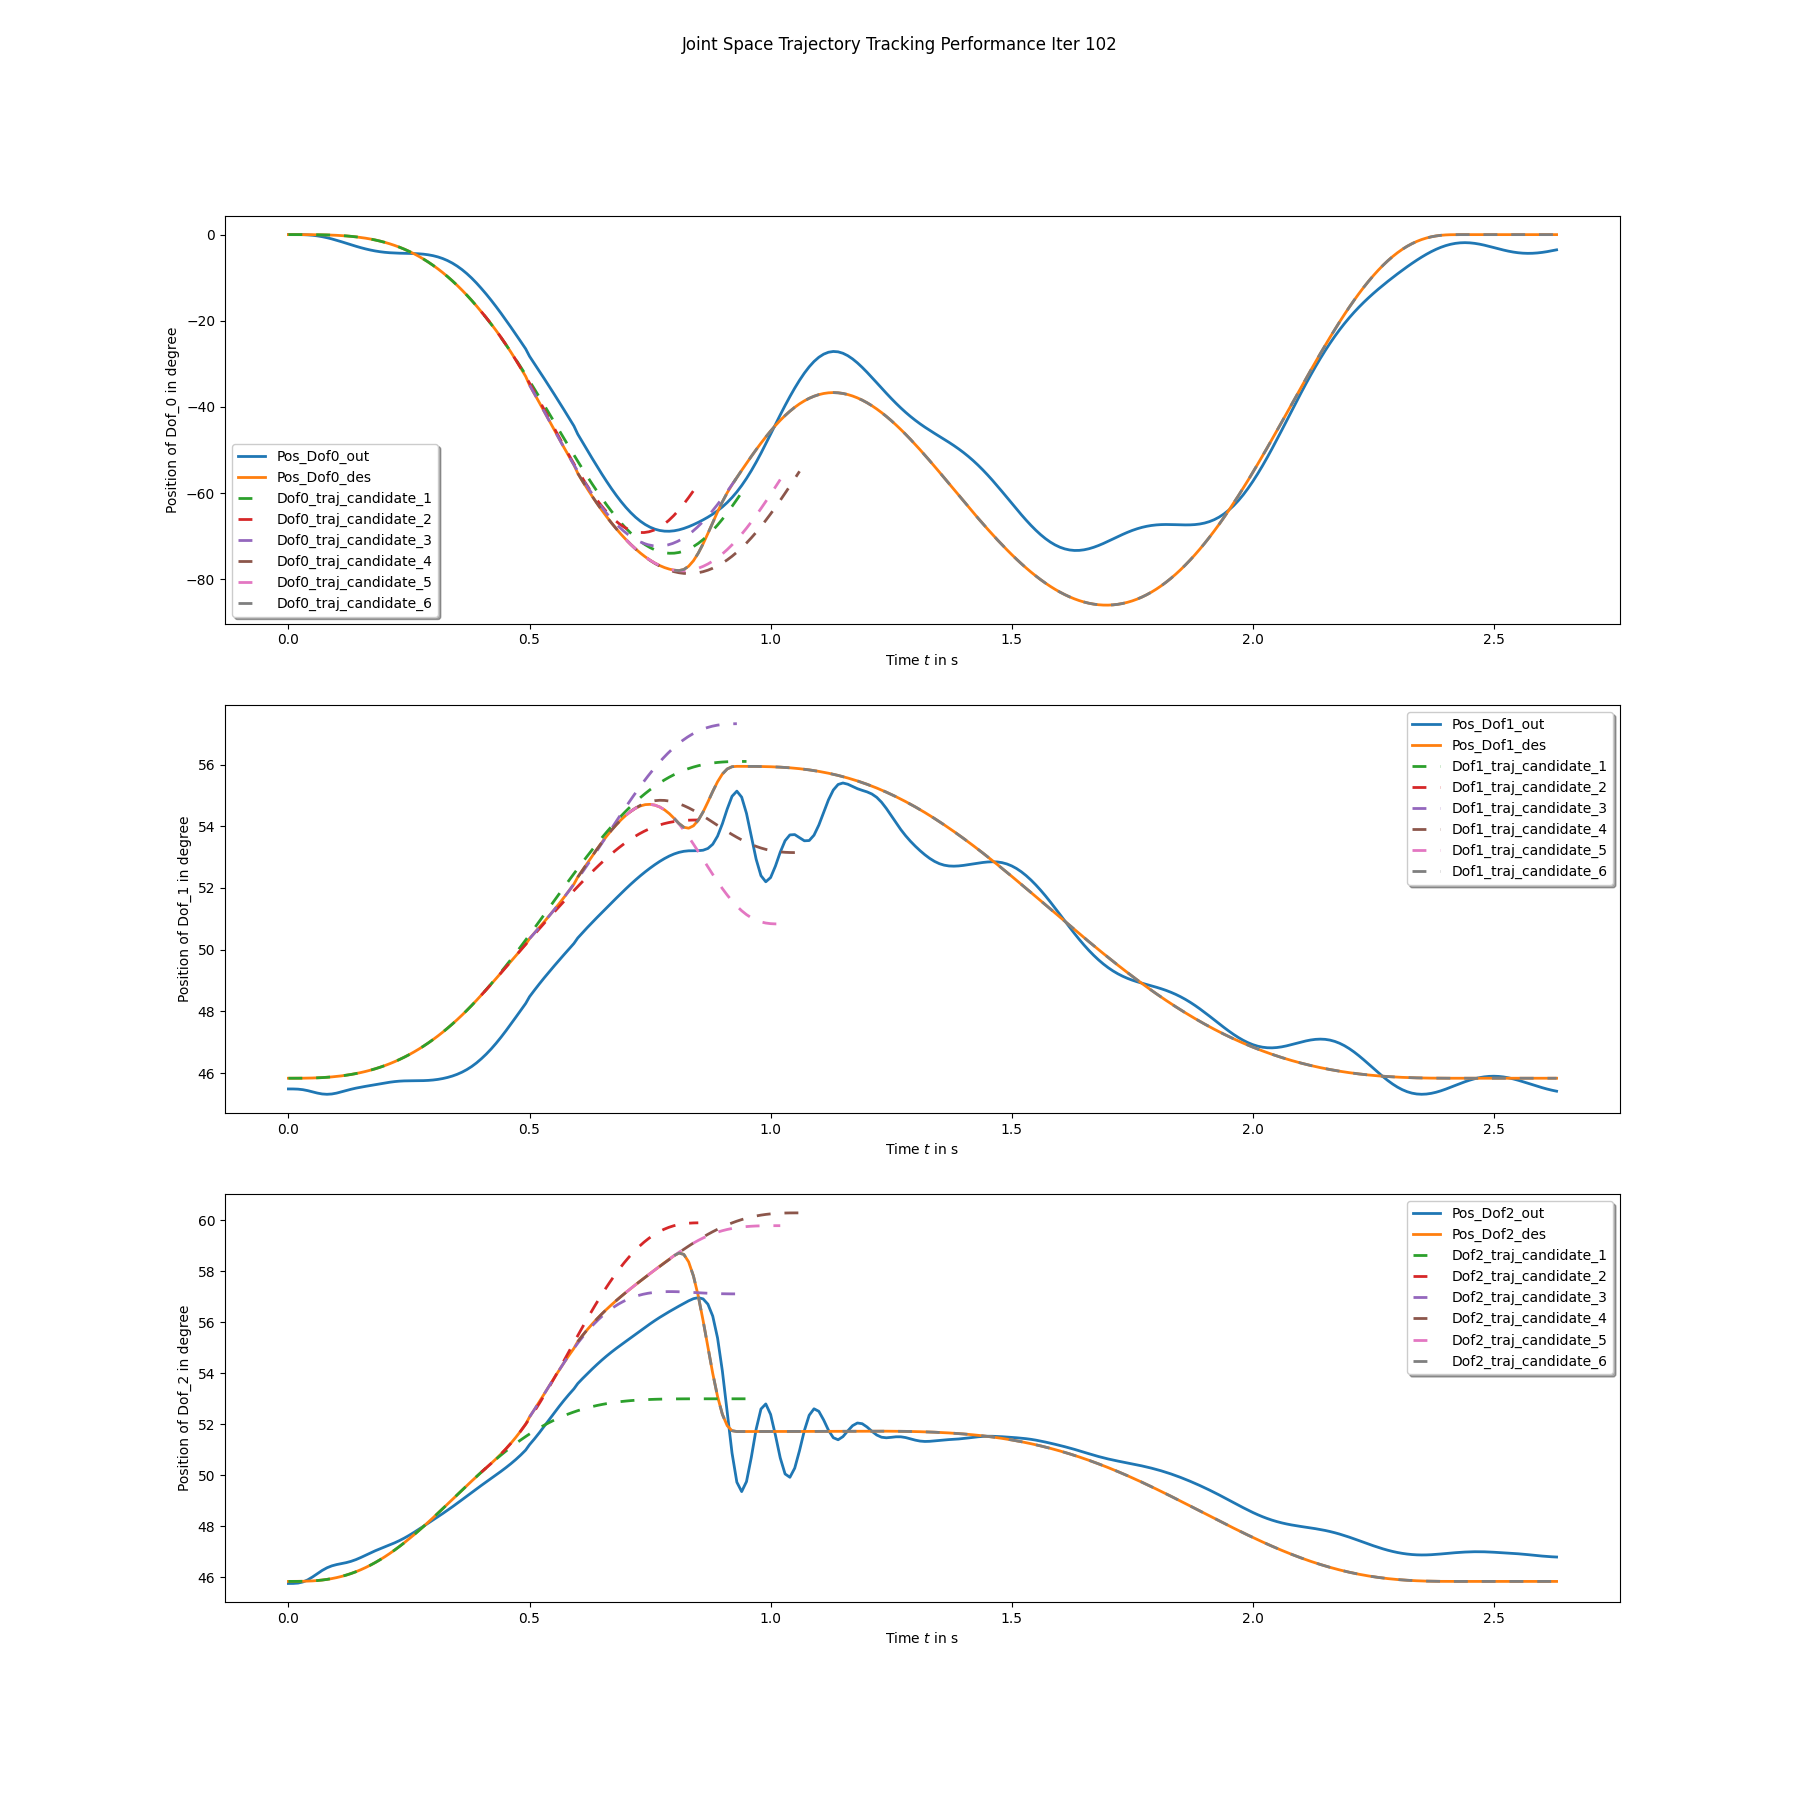 Joint Space Trajectory Tracking Performance Iter 102
Position of Dof_0 in degree
0
−20
−40
−60
−80
Pos_Dof0_out
Pos_Dof0_des
Dof0_traj_candidate_1
Dof0_traj_candidate_2
Dof0_traj_candidate_3
Dof0_traj_candidate_4
Dof0_traj_candidate_5
Dof0_traj_candidate_6
0.0 0.5 1.0 1.5 2.0 2.5
Time t in s
Position of Dof_1 in degree
56
54
52
50
48
46
Pos_Dof1_out
Pos_Dof1_des
Dof1_traj_candidate_1
Dof1_traj_candidate_2
Dof1_traj_candidate_3
Dof1_traj_candidate_4
Dof1_traj_candidate_5
Dof1_traj_candidate_6
0.0 0.5 1.0 1.5 2.0 2.5
Time t in s
Position of Dof_2 in degree
60
58
56
54
52
50
48
46
Pos_Dof2_out
Pos_Dof2_des
Dof2_traj_candidate_1
Dof2_traj_candidate_2
Dof2_traj_candidate_3
Dof2_traj_candidate_4
Dof2_traj_candidate_5
Dof2_traj_candidate_6
0.0 0.5 1.0 1.5 2.0 2.5
Time t in s